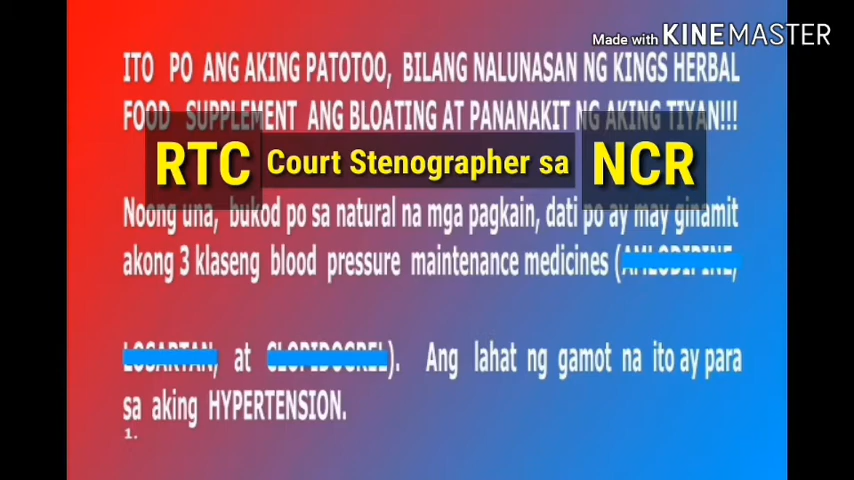 Made with KINEMASTER
ITO PO ANG AKING PATOTOO, BILANG NALUNASAN NG KINGS HERBAL
FOOD SUPPLEMENT ANG BLOATING AT PANANAKIT NG AKING TIYAN!!!
RTC Court Stenographer sa NCR
Noong una, bukod po sa natural na mga pagkain, dati po ay may ginamit
akong 3 klaseng blood pressure maintenance medicines (AMLODIPINE,
LOSARTAN, at CLOPIDOGREL). Ang lahat ng gamot na ito ay para
sa aking HYPERTENSION.
1.